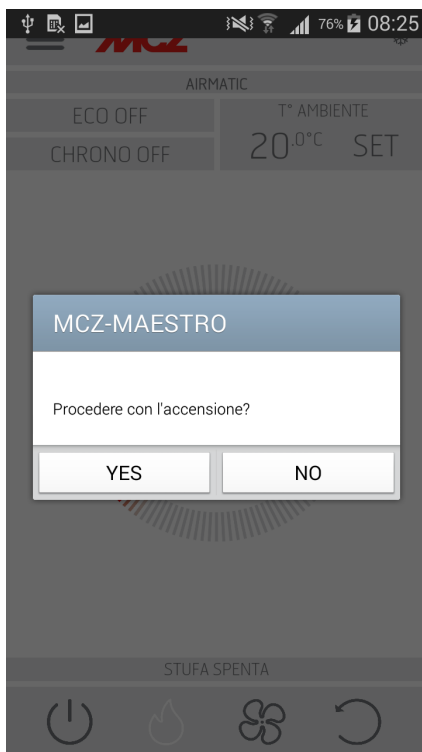 76% 08:25
MCZ
AIRMATIC
ECO OFF
T° AMBIENTE
20.0°C SET
CHRONO OFF
MCZ-MAESTRO
Procedere con l'accensione?
YES NO
STUFA SPENTA